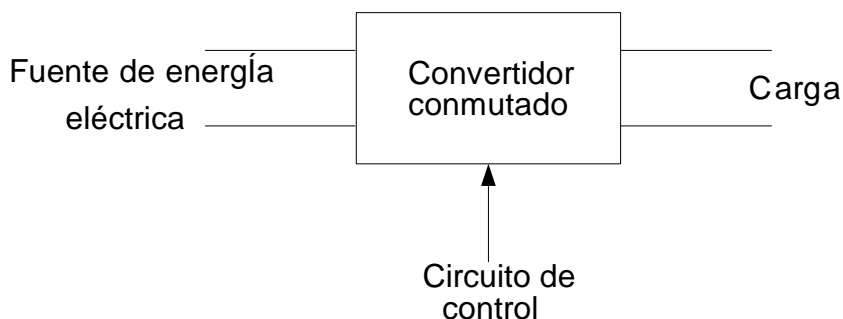 Fuente de energÍa
eléctrica
Convertidor
conmutado
Carga
Circuito de
control